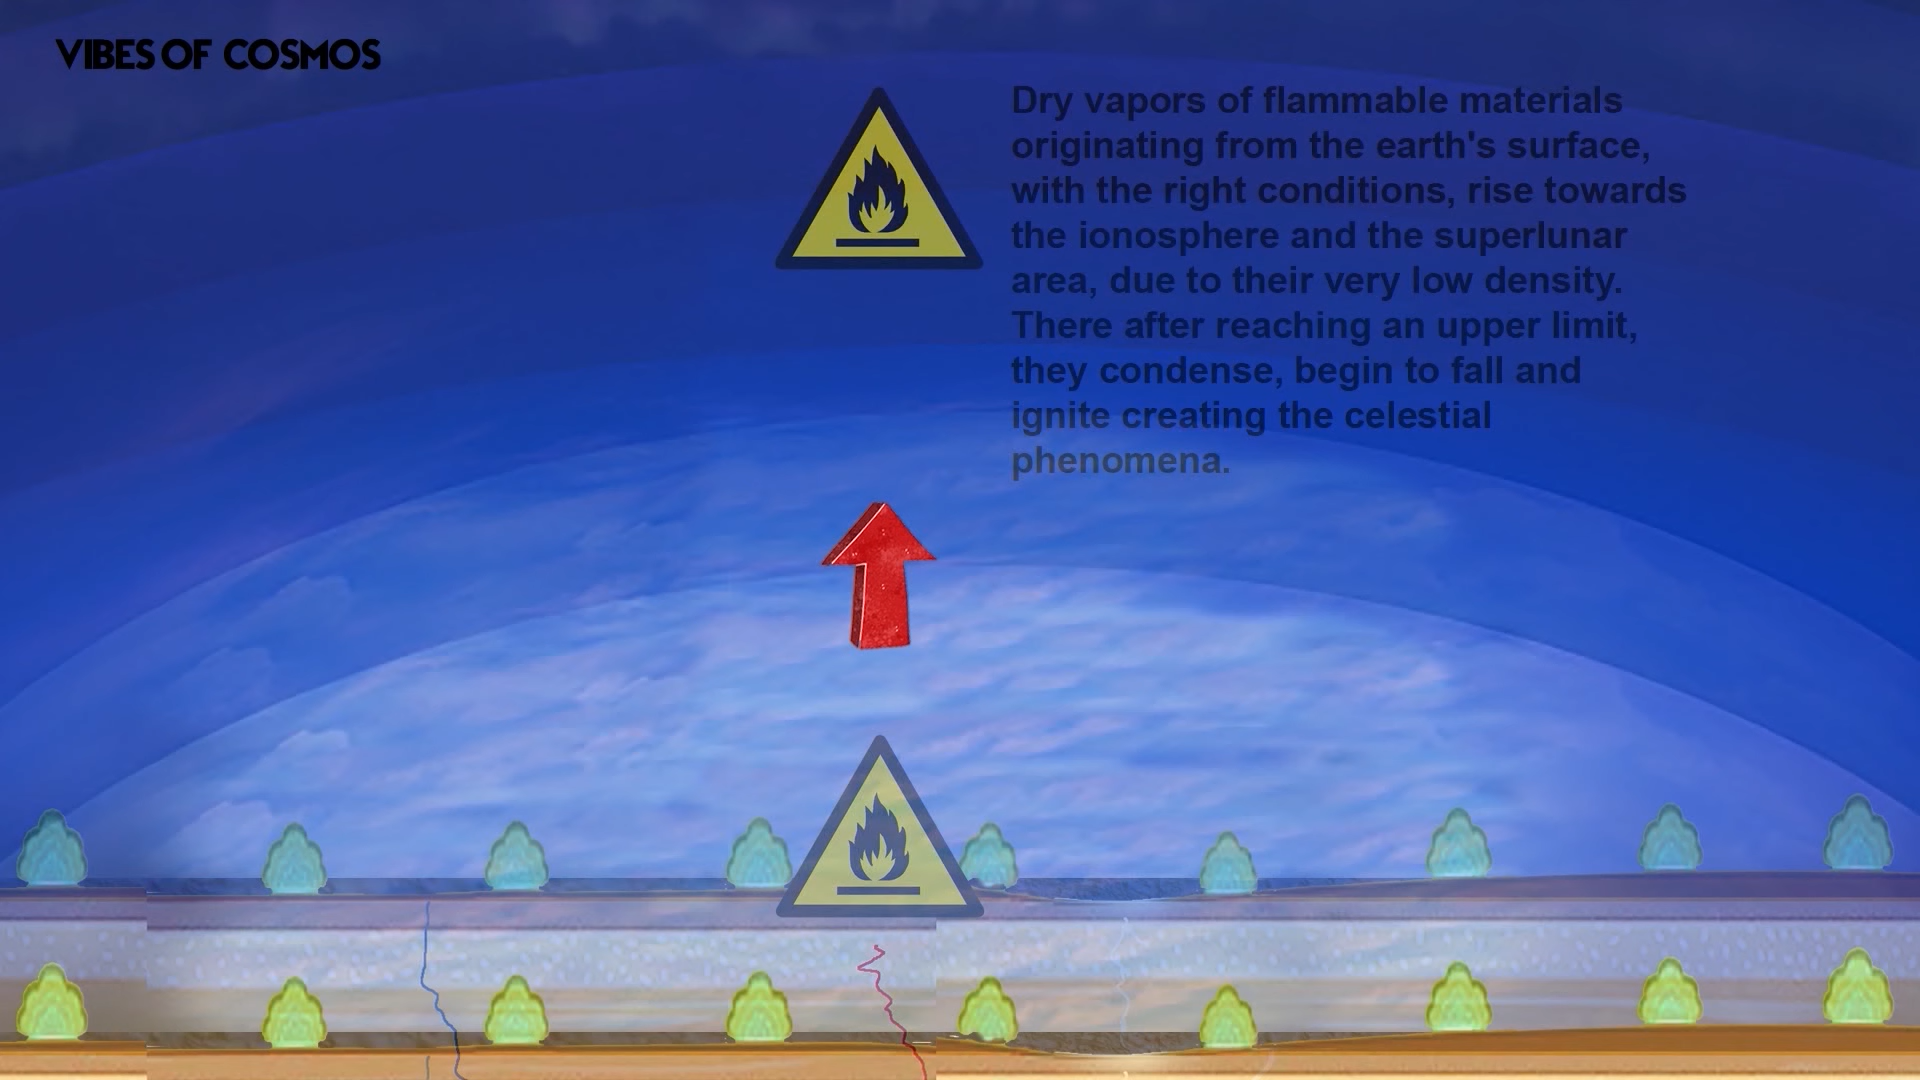 VIBES OF COSMOS
Dry vapors of flammable materials
originating from the earth's surface,
with the right conditions, rise towards
the ionosphere and the superlunar
area, due to their very low density.
There after reaching an upper limit,
they condense, begin to fall and
ignite creating the celestial
phenomena.